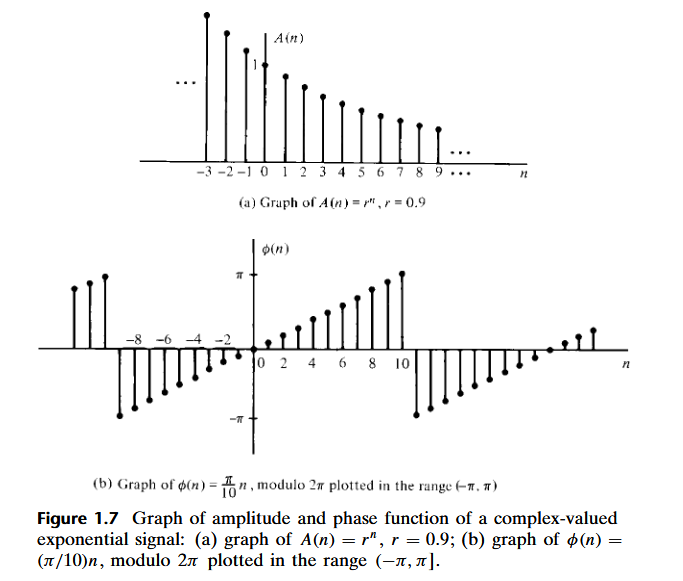 A(n)
1
...
...
-3 -2 -1 0 1 2 3 4 5 6 7 8 9 ... n
(a) Graph of A(n) = rⁿ, r = 0.9
ϕ(n)
π
-8 -6 -4 -2
0 2 4 6 8 10 n
-π
(b) Graph of ϕ(n) = π/10 n, modulo 2π plotted in the range (-π, π)
Figure 1.7 Graph of amplitude and phase function of a complex-valued
exponential signal: (a) graph of A(n) = rⁿ, r = 0.9; (b) graph of ϕ(n) =
(π/10)n, modulo 2π plotted in the range (−π, π].